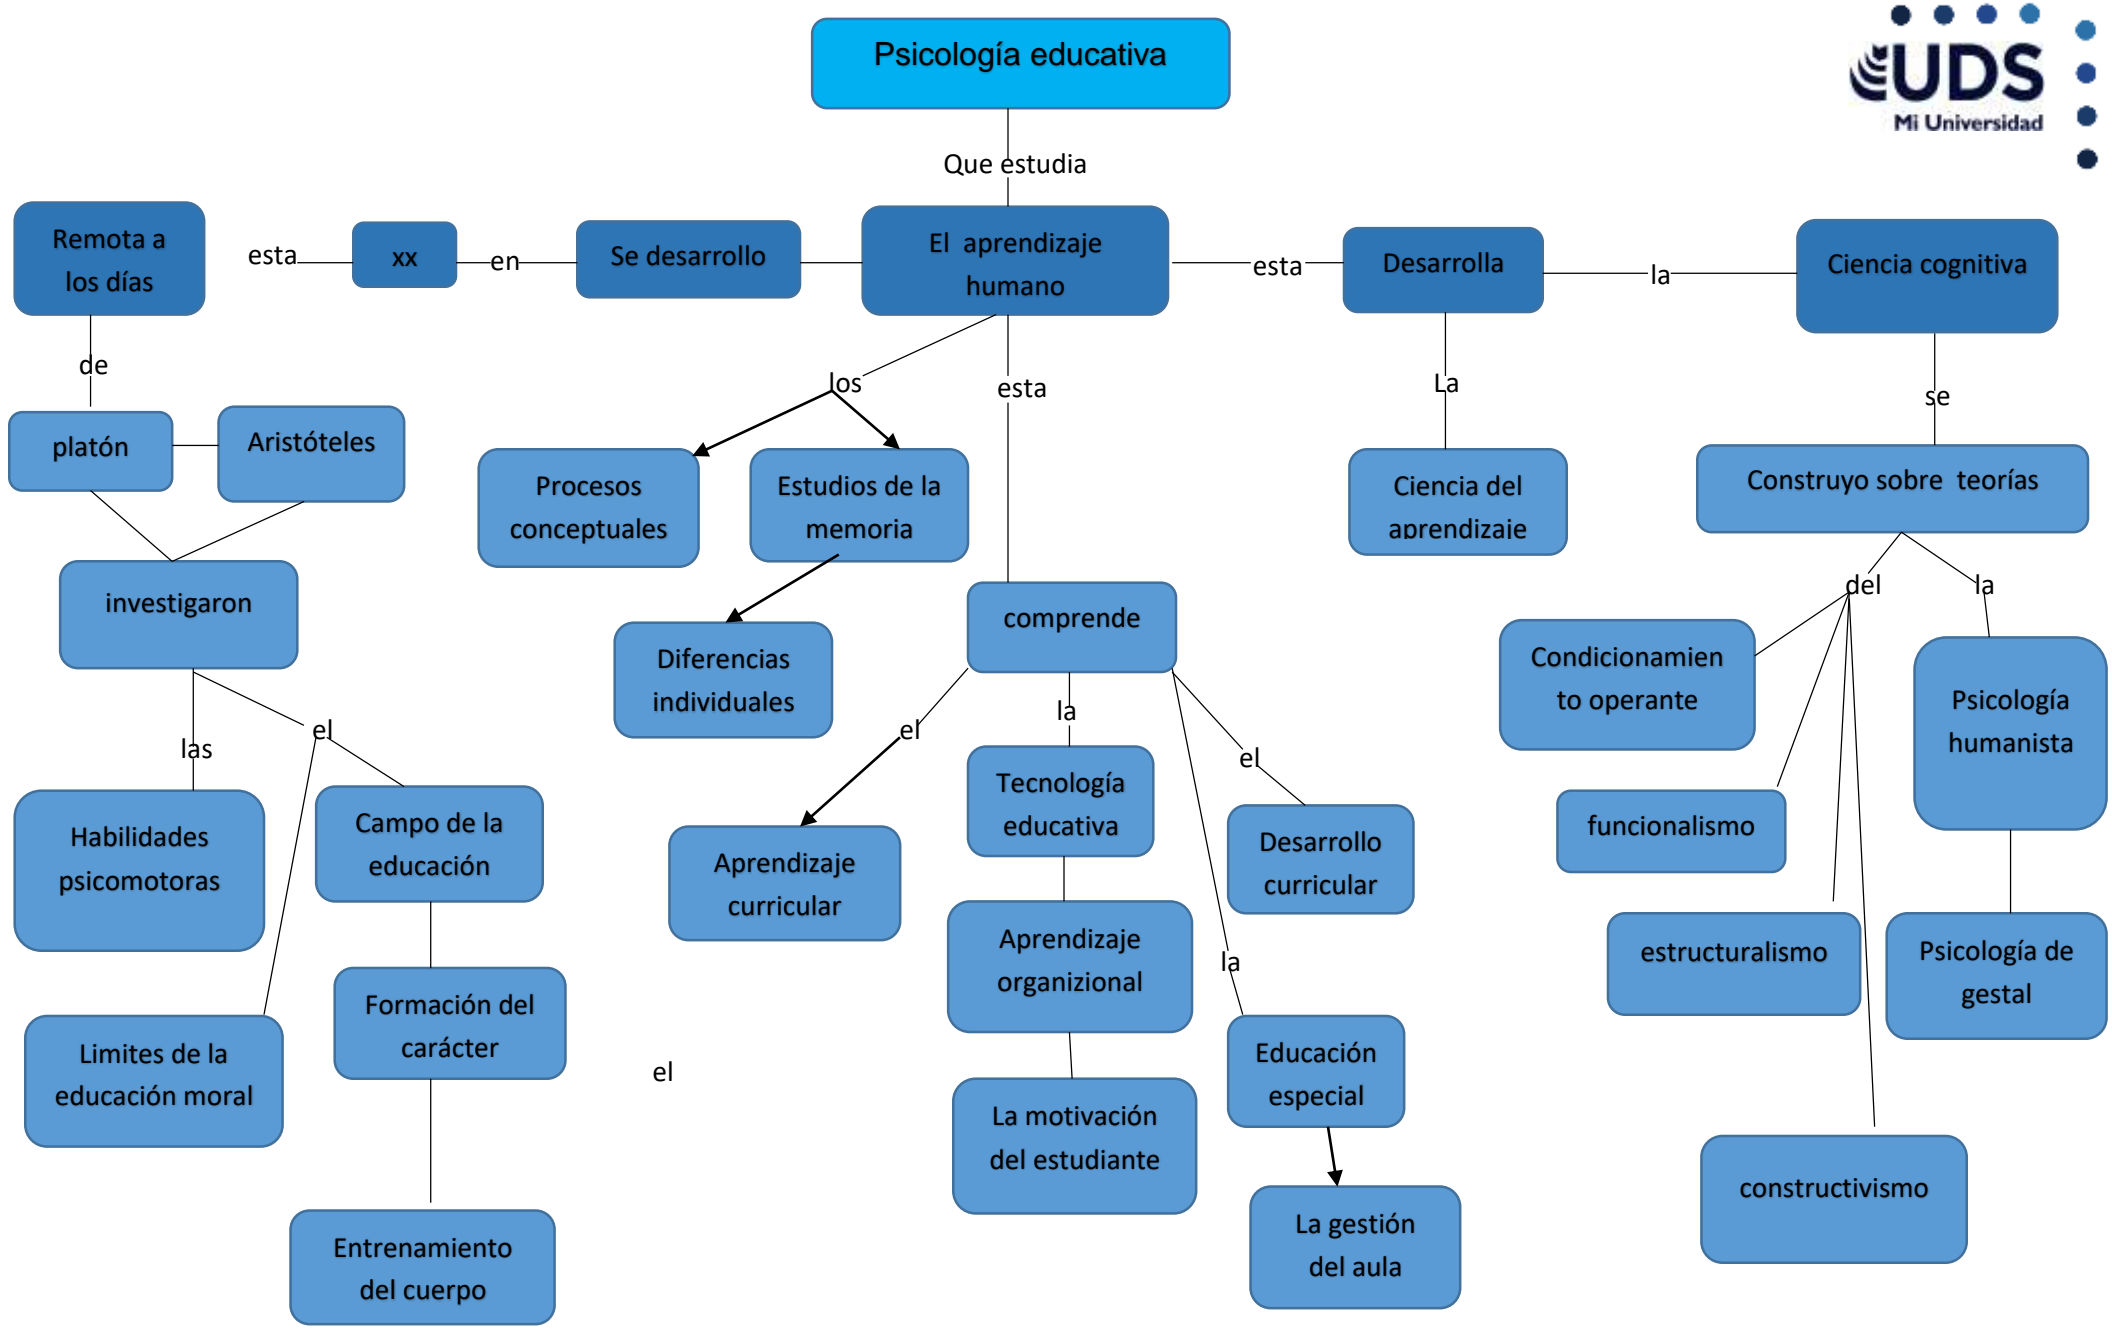 Psicología educativa
UDS
Mi Universidad
Que estudia
Remota a
los días
esta
xx
en
Se desarrollo
El aprendizaje
humano
esta
Desarrolla
la
Ciencia cognitiva
de
los
esta
La
se
platón
Aristóteles
Procesos
conceptuales
Estudios de la
memoria
Ciencia del
aprendizaje
Construyo sobre teorías
investigaron
Diferencias
individuales
comprende
del
la
Condicionamien
to operante
Psicología
humanista
las
el
el
la
el
Habilidades
psicomotoras
Campo de la
educación
Aprendizaje
curricular
Tecnología
educativa
Desarrollo
curricular
funcionalismo
Aprendizaje
organizional
la
estructuralismo
Psicología de
gestal
Limites de la
educación moral
Formación del
carácter
el
La motivación
del estudiante
Educación
especial
constructivismo
Entrenamiento
del cuerpo
La gestión
del aula